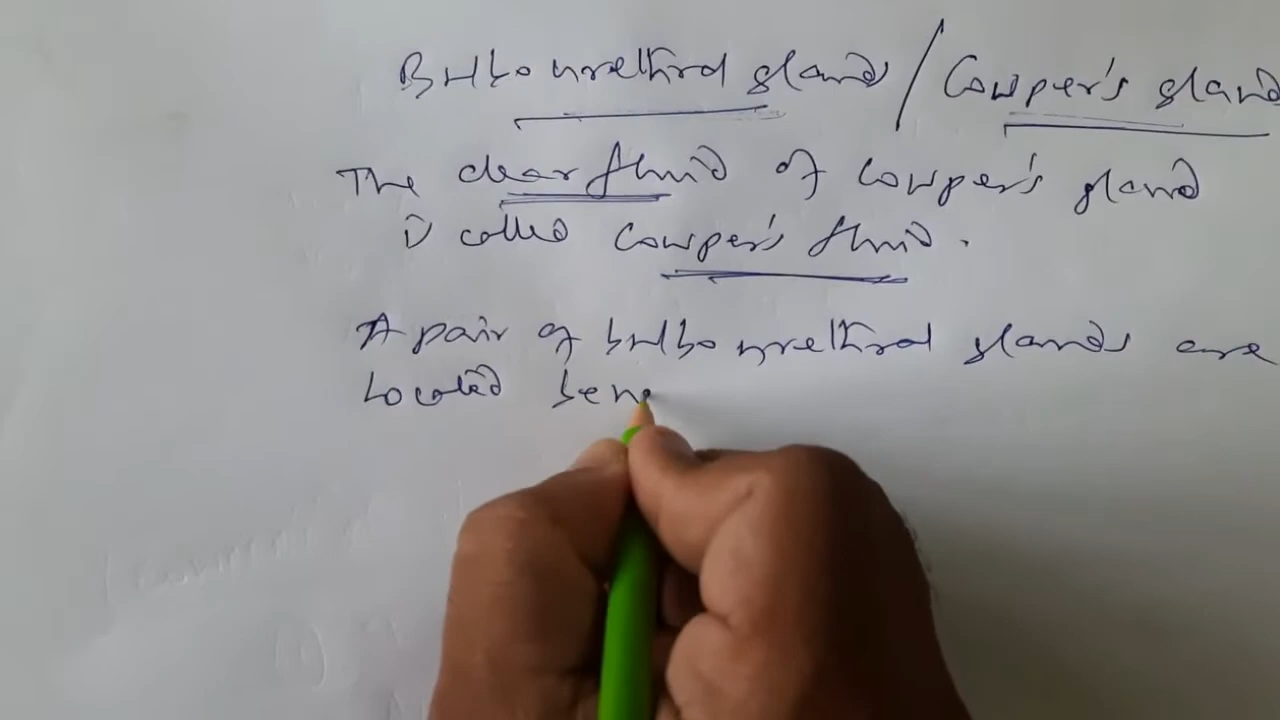 Bulbourethral gland / Cowper's gland
The clear fluid of Cowper's gland
is called Cowper's fluid.
A pair of bulbourethral glands are
Located ben